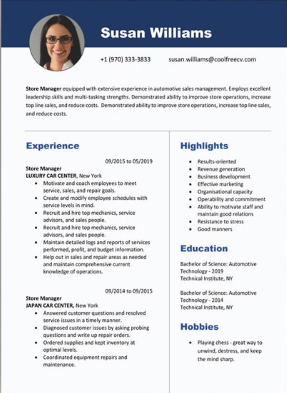 Susan Williams
+1 (970) 333-3833 susan.williams@coolfreecv.com
Store Manager equipped with extensive experience in automotive sales management. Employs excellent
leadership skills and multi-tasking strengths. Demonstrated ability to improve store operations, increase
top line sales, and reduce costs. Demonstrated ability to improve store operations, increase top line sales,
and reduce costs.
Experience
09/2015 to 05/2019
Store Manager
LUXURY CAR CENTER, New York
• Motivate and coach employees to meet
service, sales, and repair goals.
• Create and modify employee schedules with
service levels in mind.
• Recruit and hire top mechanics, service
advisors, and sales people.
• Recruit and hire top mechanics, service
advisors, and sales people.
• Maintain detailed logs and reports of services
performed, profit, and budget information.
• Help out in sales and repair areas as needed
and maintain comprehensive current
knowledge of operations.
09/2014 to 05/2015
Store Manager
JAPAN CAR CENTER, New York
• Answered customer questions and resolved
service issues in a timely manner.
• Diagnosed customer issues by asking probing
questions and write up repair orders.
• Ordered supplies and kept inventory at
optimal levels.
• Coordinated equipment repairs and
maintenance.
Highlights
• Results-oriented
• Revenue generation
• Business development
• Effective marketing
• Organisational capacity
• Operability and commitment
• Ability to motivate staff and
maintain good relations
• Resistance to stress
• Good manners
Education
Bachelor of Science: Automotive
Technology - 2019
Technical Institute, NY
Bachelor of Science: Automotive
Technology - 2014
Technical Institute, NY
Hobbies
• Playing chess - great way to
unwind, destress, and keep
the mind sharp.